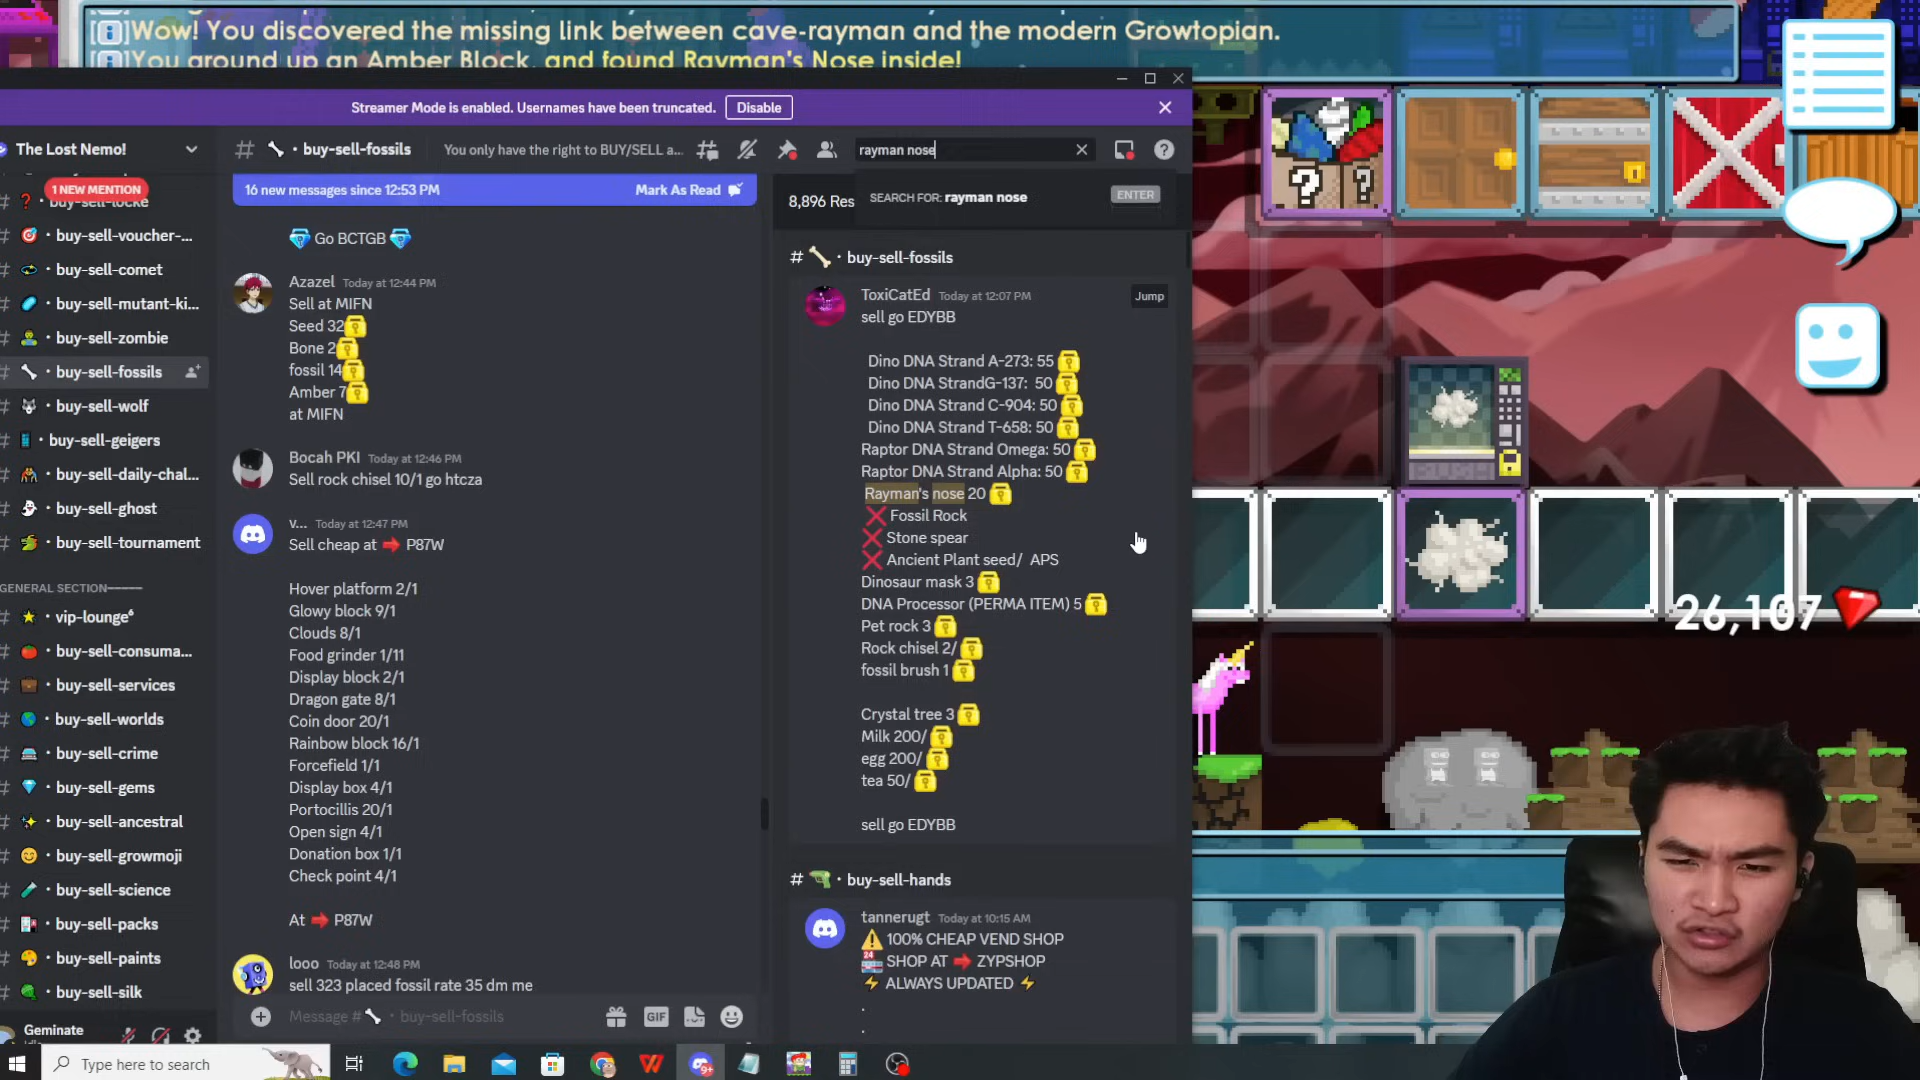 Wow! You discovered the missing link between cave-rayman and the modern Growtopian.
You ground up an Amber Block, and found Rayman's Nose inside!
Streamer Mode is enabled. Usernames have been truncated.
Disable
The Lost Nemo!
1 NEW MENTION
buy-sell-locke
buy-sell-voucher-...
buy-sell-comet
buy-sell-mutant-ki...
buy-sell-zombie
buy-sell-fossils
buy-sell-wolf
buy-sell-geigers
buy-sell-daily-chal...
buy-sell-ghost
buy-sell-tournament
GENERAL SECTION
vip-lounge⁶
buy-sell-consuma...
buy-sell-services
buy-sell-worlds
buy-sell-crime
buy-sell-gems
buy-sell-ancestral
buy-sell-growmoji
buy-sell-science
buy-sell-packs
buy-sell-paints
buy-sell-silk
Geminate
Idle
buy-sell-fossils
You only have the right to BUY/SELL a...
16 new messages since 12:53 PM
Mark As Read
Go BCTGB
Azazel Today at 12:44 PM
Sell at MIFN
Seed 32
Bone 2
fossil 14
Amber 7
at MIFN
Bocah PKI Today at 12:46 PM
Sell rock chisel 10/1 go htcza
v... Today at 12:47 PM
Sell cheap at ➡ P87W
Hover platform 2/1
Glowy block 9/1
Clouds 8/1
Food grinder 1/11
Display block 2/1
Dragon gate 8/1
Coin door 20/1
Rainbow block 16/1
Forcefield 1/1
Display box 4/1
Portocillis 20/1
Open sign 4/1
Donation box 1/1
Check point 4/1
At ➡ P87W
looo Today at 12:48 PM
sell 323 placed fossil rate 35 dm me
Message # buy-sell-fossils
GIF
rayman nose
SEARCH FOR: rayman nose
ENTER
8,896 Res
# buy-sell-fossils
ToxiCatEd Today at 12:07 PM
Jump
sell go EDYBB
Dino DNA Strand A-273: 55
Dino DNA StrandG-137: 50
Dino DNA Strand C-904: 50
Dino DNA Strand T-658: 50
Raptor DNA Strand Omega: 50
Raptor DNA Strand Alpha: 50
Rayman's nose 20
❌ Fossil Rock
❌ Stone spear
❌ Ancient Plant seed/ APS
Dinosaur mask 3
DNA Processor (PERMA ITEM) 5
Pet rock 3
Rock chisel 2/
fossil brush 1
Crystal tree 3
Milk 200/
egg 200/
tea 50/
sell go EDYBB
# buy-sell-hands
tannerugt Today at 10:15 AM
⚠ 100% CHEAP VEND SHOP
SHOP AT ➡ ZYPSHOP
⚡ ALWAYS UPDATED ⚡
.
.
26,107
Type here to search